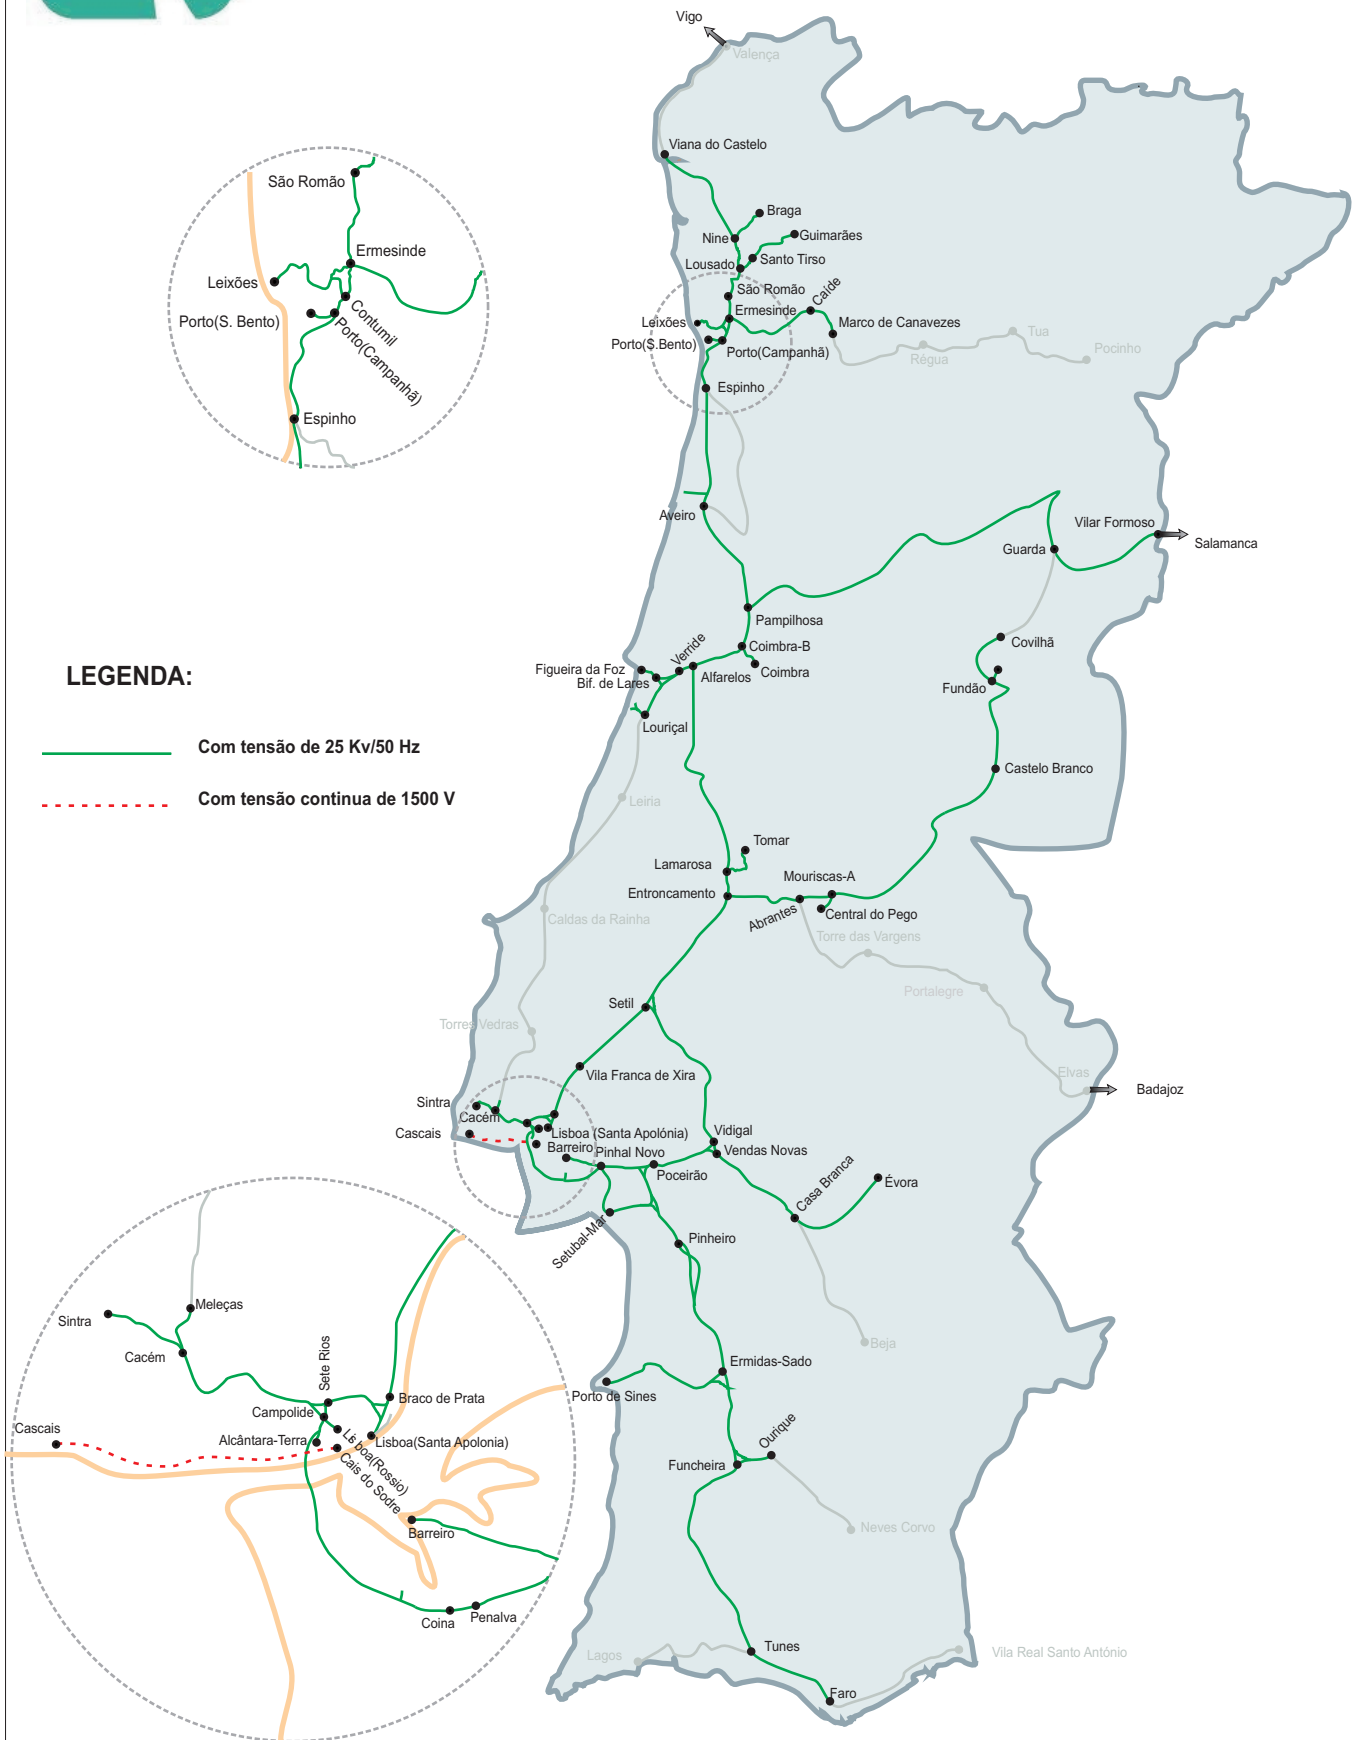 Vigo
Valença
Viana do Castelo
Braga
Nine
Guimarães
Lousado
Santo Tirso
São Romão
Ermesinde
Caíde
Leixões
Marco de Canavezes
Porto(S.Bento)
Porto(Campanhã)
Tua
Régua
Pocinho
Espinho
São Romão
Ermesinde
Leixões
Contumil
Porto(S. Bento)
Porto(Campanhã)
Espinho
Aveiro
Vilar Formoso
Guarda
Salamanca
Pampilhosa
Covilhã
Coimbra-B
Verride
Figueira da Foz
Coimbra
Alfarelos
Bif. de Lares
Fundão
Louriçal
LEGENDA:
Com tensão de 25 Kv/50 Hz
Com tensão continua de 1500 V
Castelo Branco
Leiria
Tomar
Lamarosa
Mouriscas-A
Entroncamento
Abrantes
Central do Pego
Caldas da Rainha
Torre das Vargens
Portalegre
Setil
Torres Vedras
Elvas
Badajoz
Vila Franca de Xira
Sintra
Cacém
Cascais
Lisboa (Santa Apolónia)
Barreiro
Vidigal
Vendas Novas
Pinhal Novo
Poceirão
Casa Branca
Évora
Setubal-Mar
Pinheiro
Beja
Ermidas-Sado
Porto de Sines
Ourique
Funcheira
Neves Corvo
Tunes
Lagos
Vila Real Santo António
Faro
Meleças
Sintra
Cacém
Sete Rios
Braco de Prata
Campolide
Cascais
Alcântara-Terra
Lisboa(Santa Apolonia)
Lis boa(Rossio)
Cais do Sodre
Barreiro
Coina
Penalva